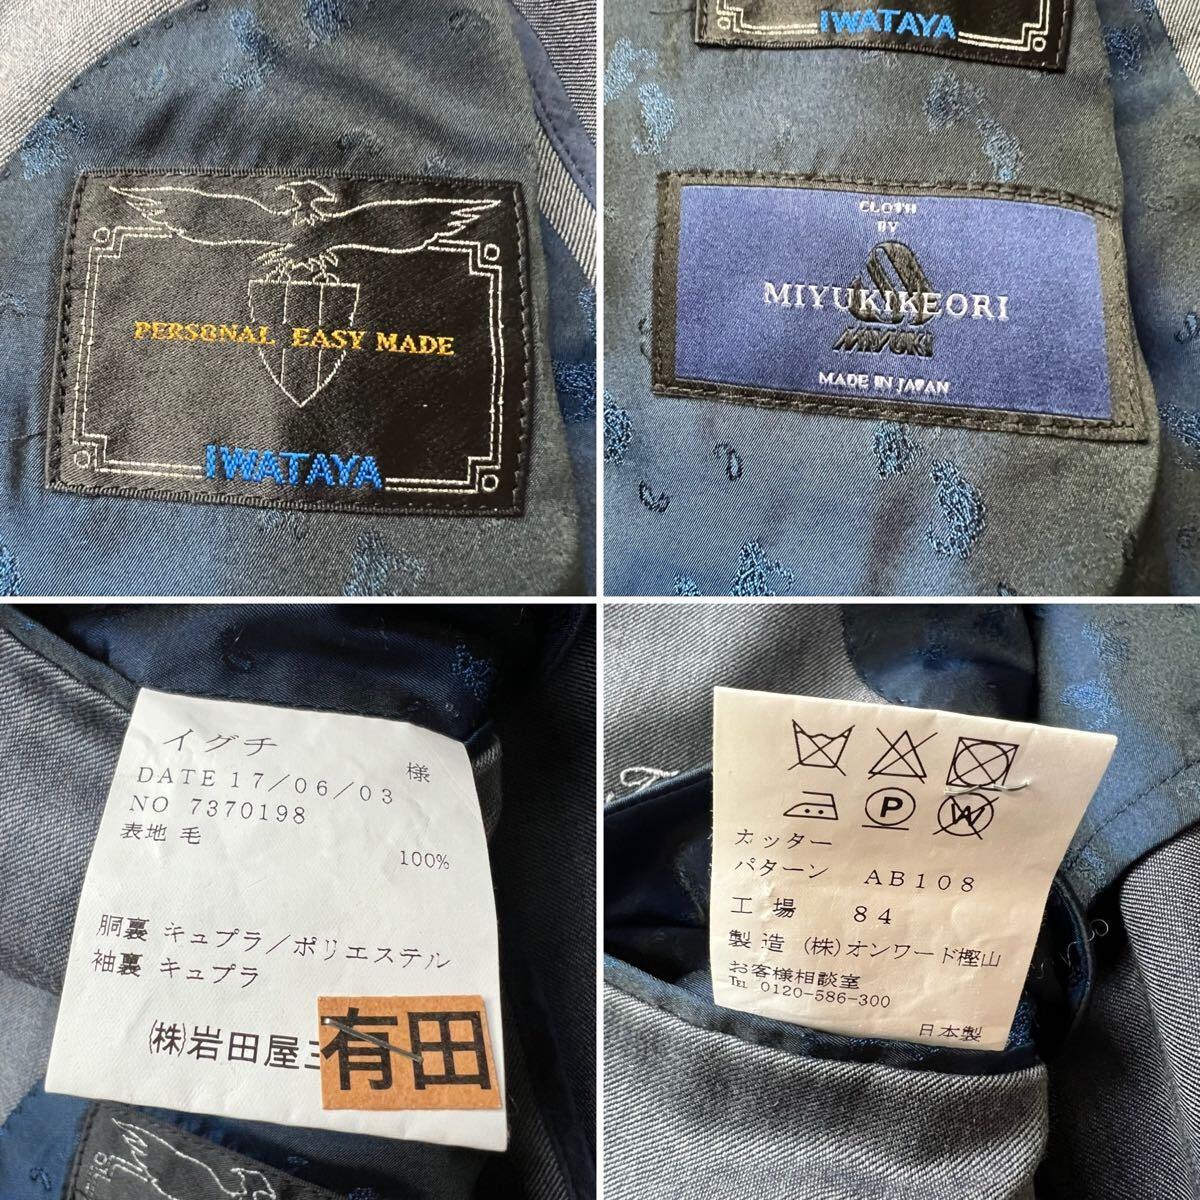 PERSONAL EASY MADE
IWATAYA
IWATAYA
CLOTH
BY
MIYUKIKEORI
MIYUKI
MADE IN JAPAN
イグチ 様
DATE 17/06/03
NO 7370198
表地 毛
100%
胴裏 キュプラ/ポリエステル
袖裏 キュプラ
㈱岩田屋三
有田
P
W
カッター
パターン AB108
工場 84
製造 (株)オンワード樫山
お客様相談室
℡ 0120-586-300
日本製